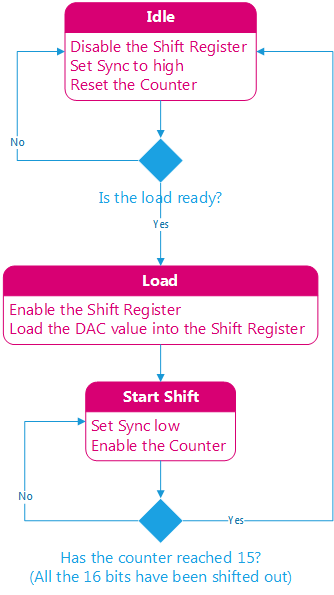 Idle
Disable the Shift Register
Set Sync to high
Reset the Counter
No
Is the load ready?
Yes
Load
Enable the Shift Register
Load the DAC value into the Shift Register
Start Shift
Set Sync low
Enable the Counter
No
Yes
Has the counter reached 15?
(All the 16 bits have been shifted out)